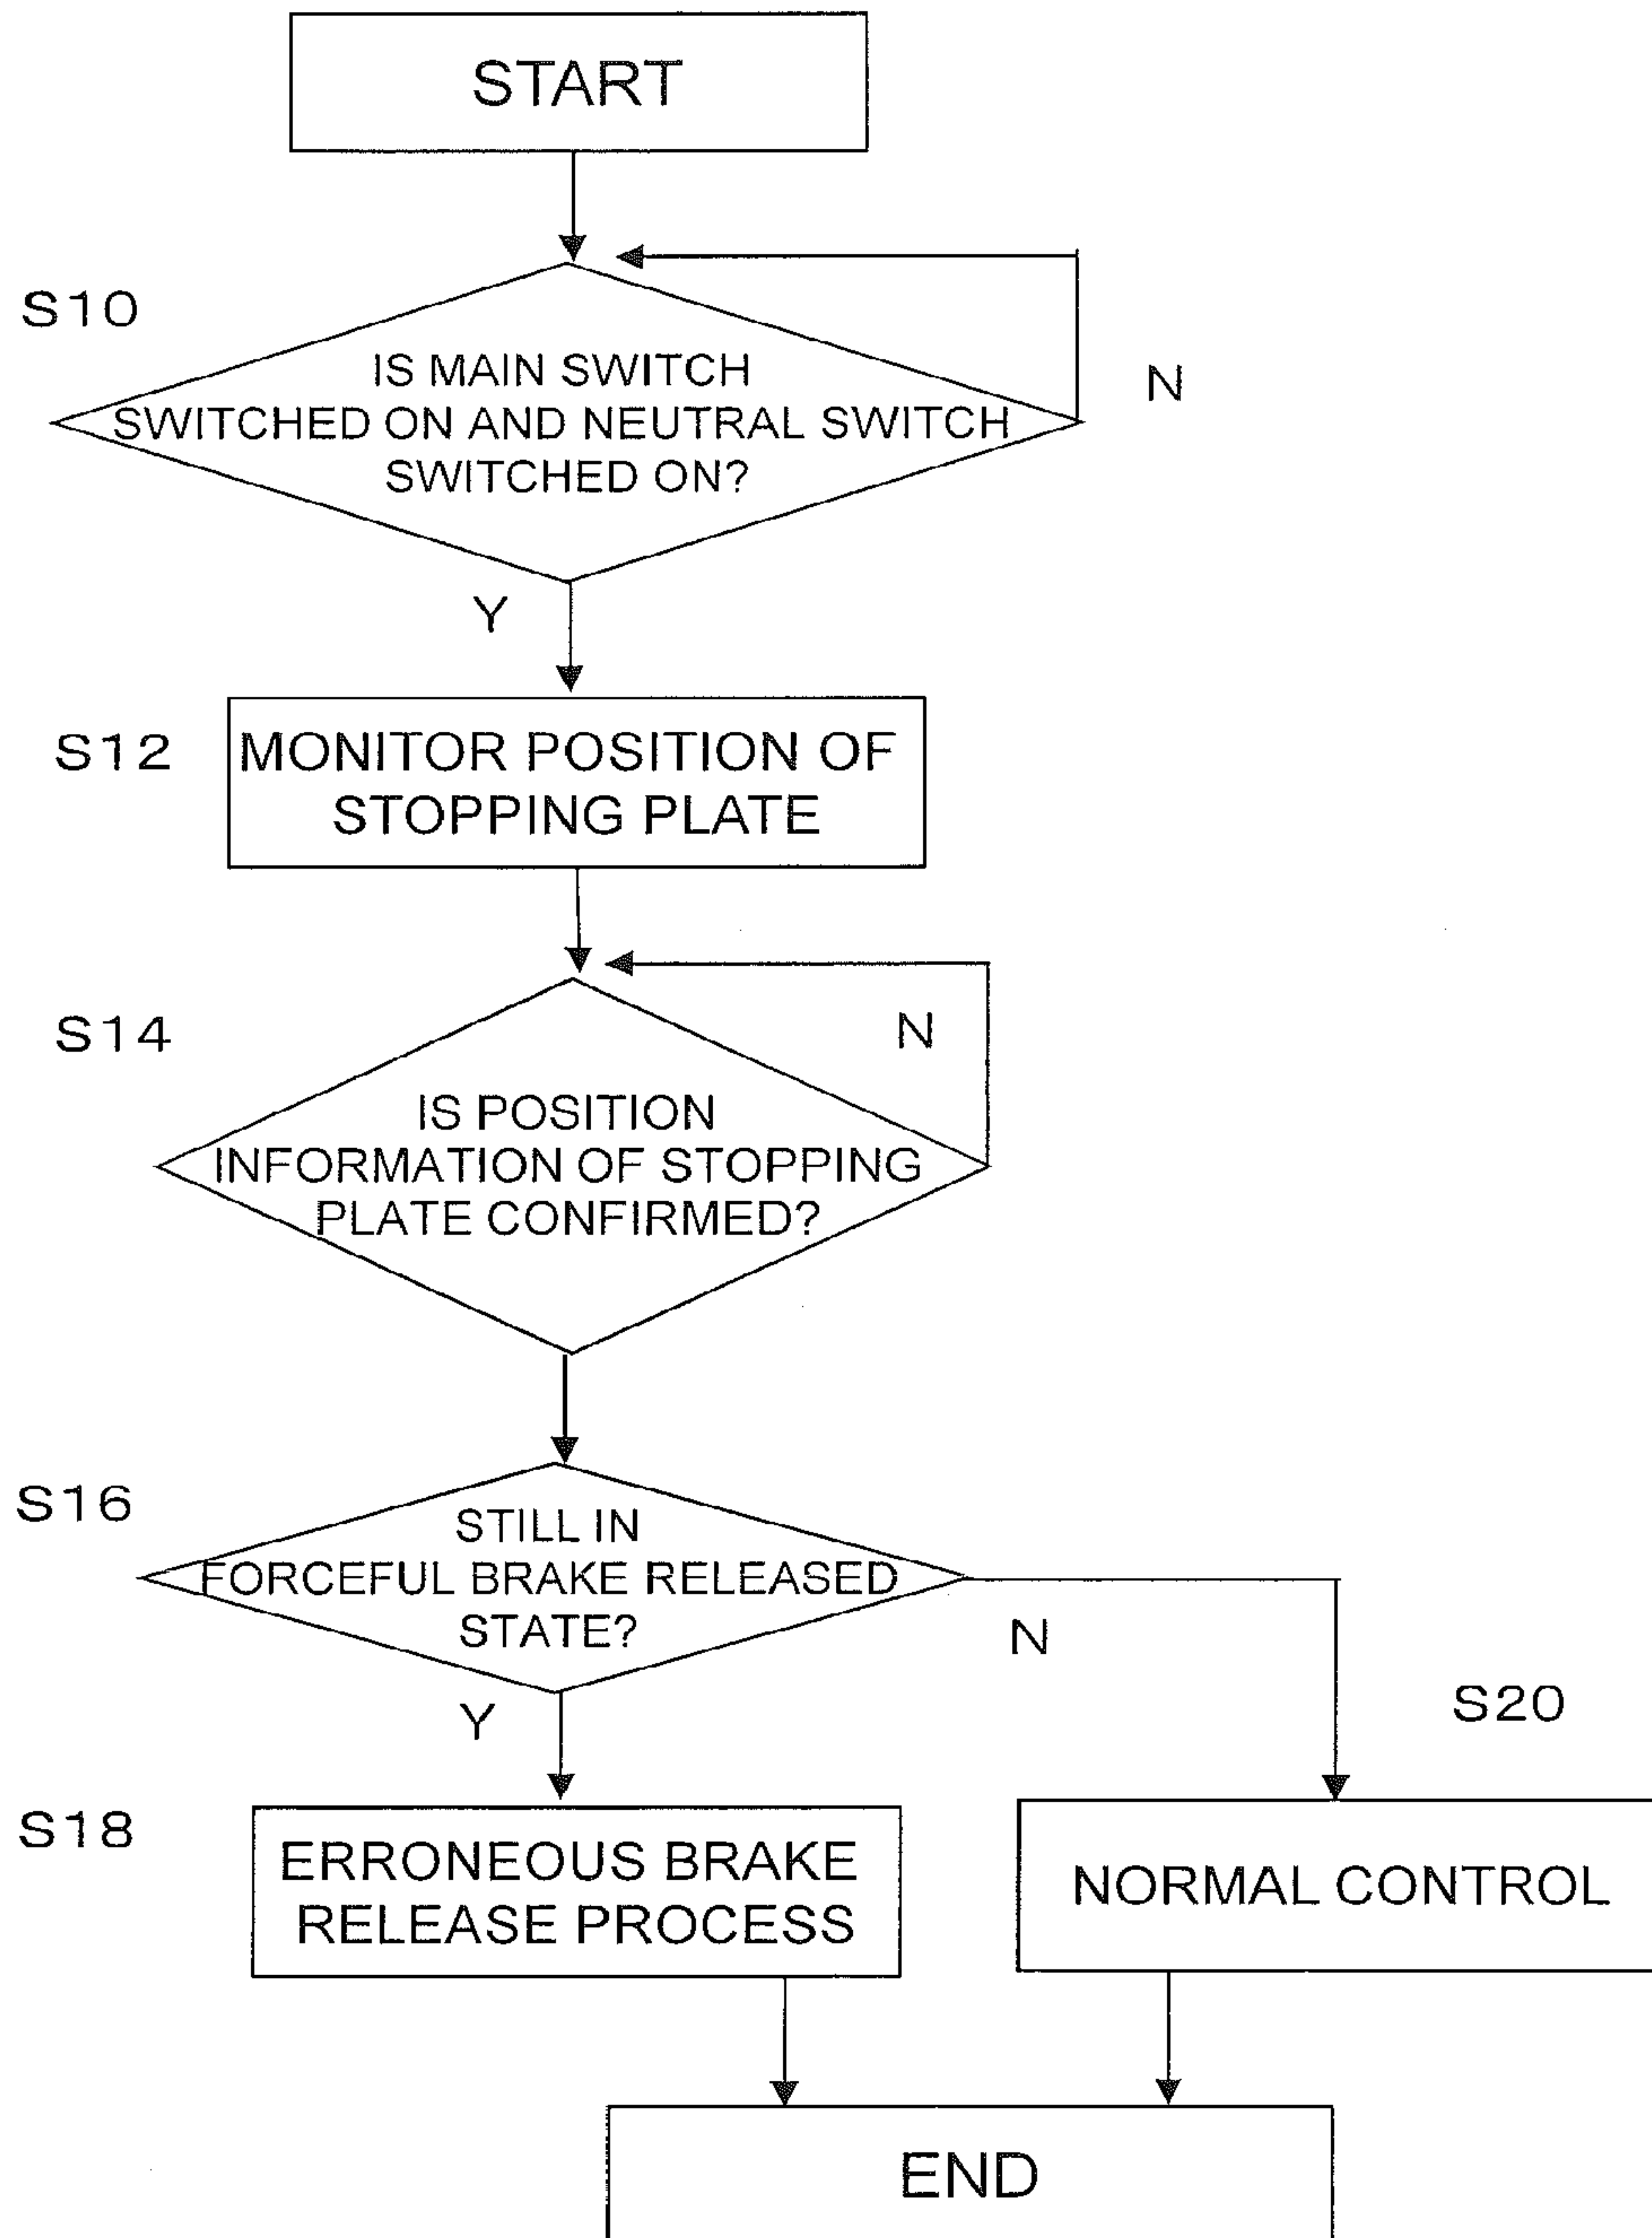 START
S10
IS MAIN SWITCH
SWITCHED ON AND NEUTRAL SWITCH
SWITCHED ON?
N
Y
S12
MONITOR POSITION OF
STOPPING PLATE
S14
N
IS POSITION
INFORMATION OF STOPPING
PLATE CONFIRMED?
S16
STILL IN
FORCEFUL BRAKE RELEASED
STATE?
N
Y
S20
S18
ERRONEOUS BRAKE
RELEASE PROCESS
NORMAL CONTROL
END